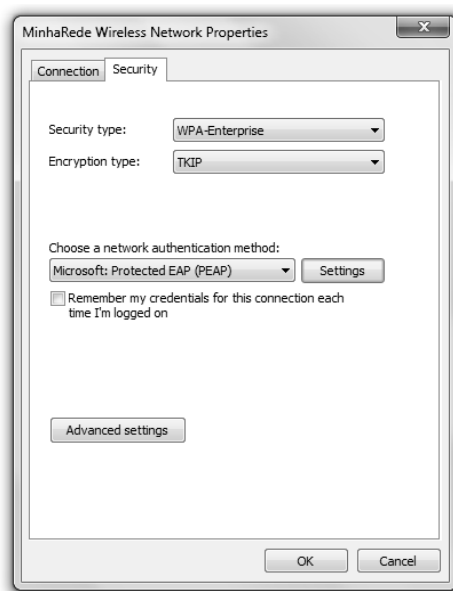 MinhaRede Wireless Network Properties
Connection
Security
Security type:
WPA-Enterprise
Encryption type:
TKIP
Choose a network authentication method:
Microsoft: Protected EAP (PEAP)
Settings
Remember my credentials for this connection each
time I'm logged on
Advanced settings
OK
Cancel